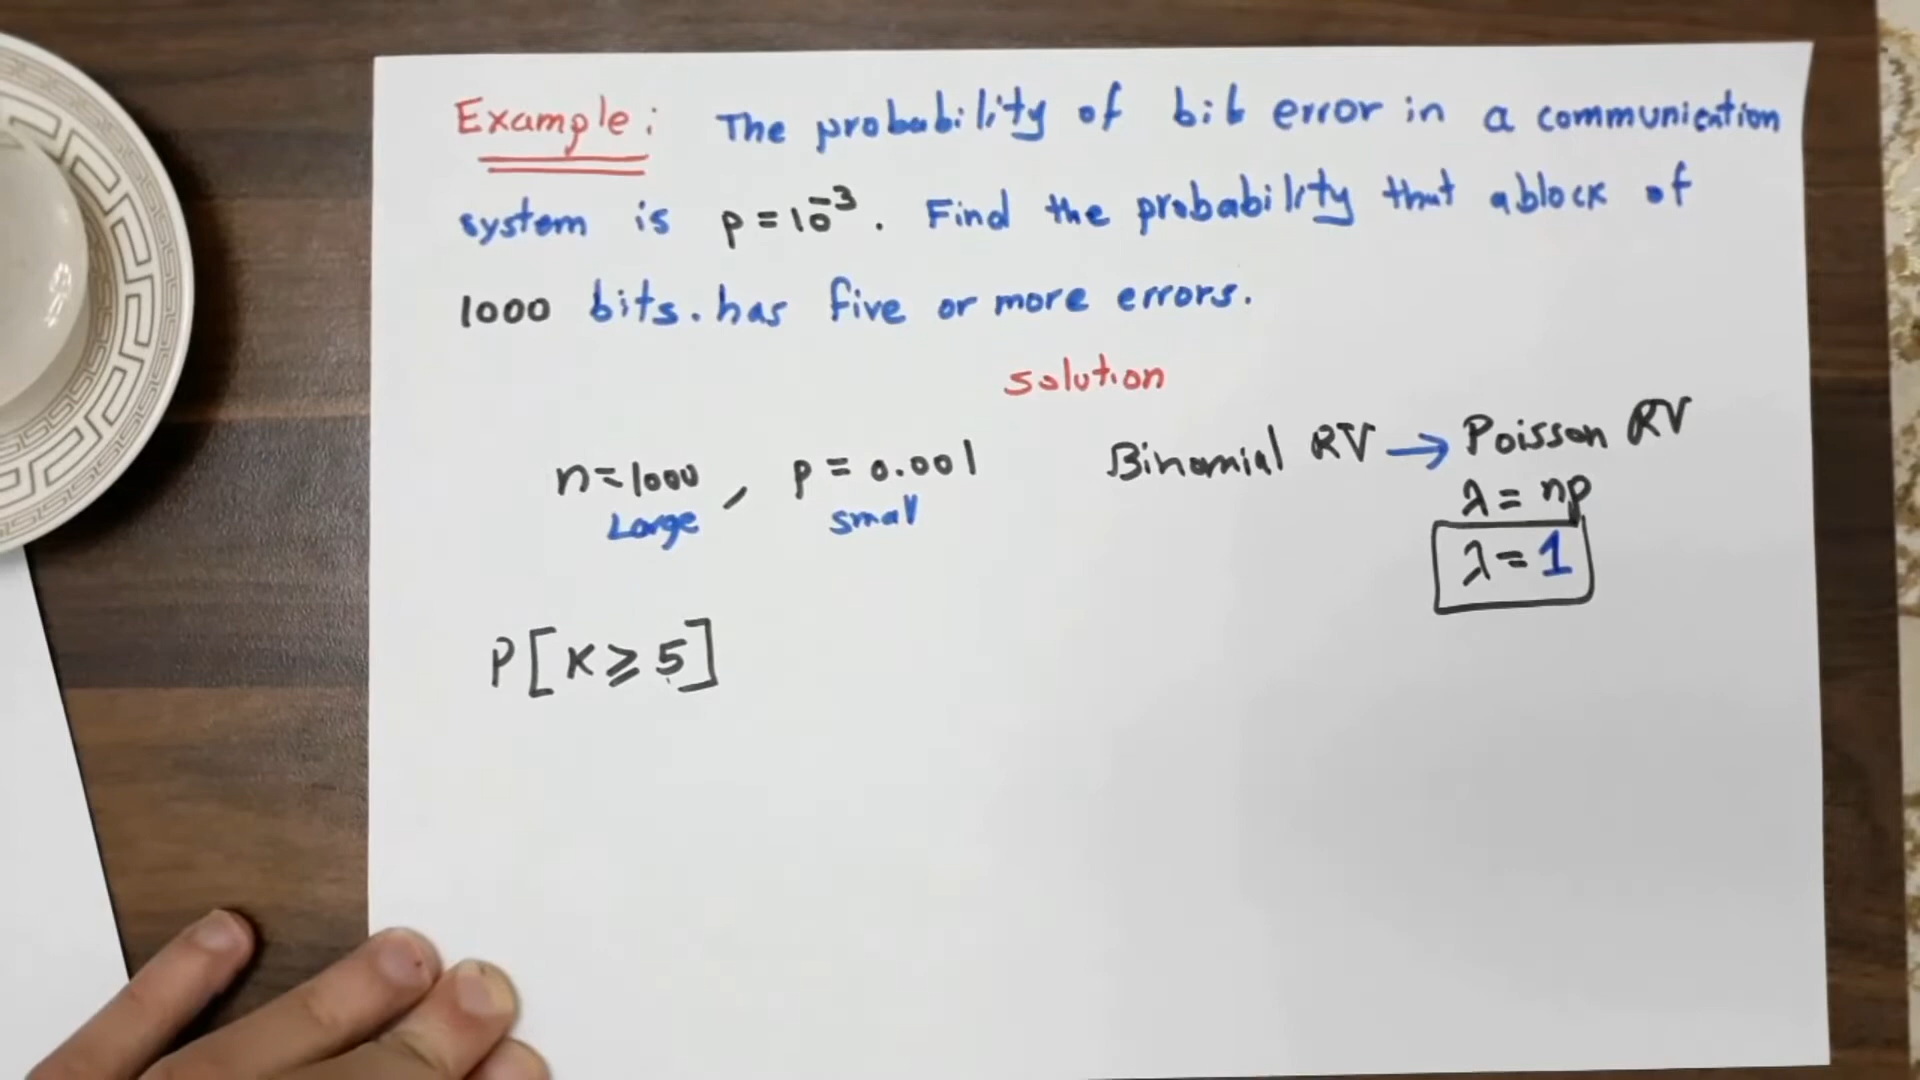 Example: The probability of bit error in a communication
system is p = 10⁻³. Find the probability that a block of
1000 bits. has five or more errors.
solution
n = 1000, p = 0.001 Binomial RV → Poisson RV
Large small λ = np
λ = 1
P[K ≥ 5]